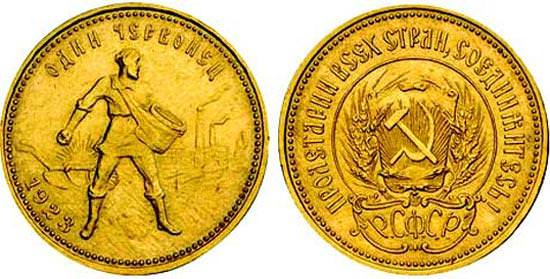 ОДИН ЧЕРВОНЕЦ
1923
ПРОЛЕТАРИИ ВСЕХ СТРАН, СОЕДИНЯЙТЕСЬ!
РСФСР